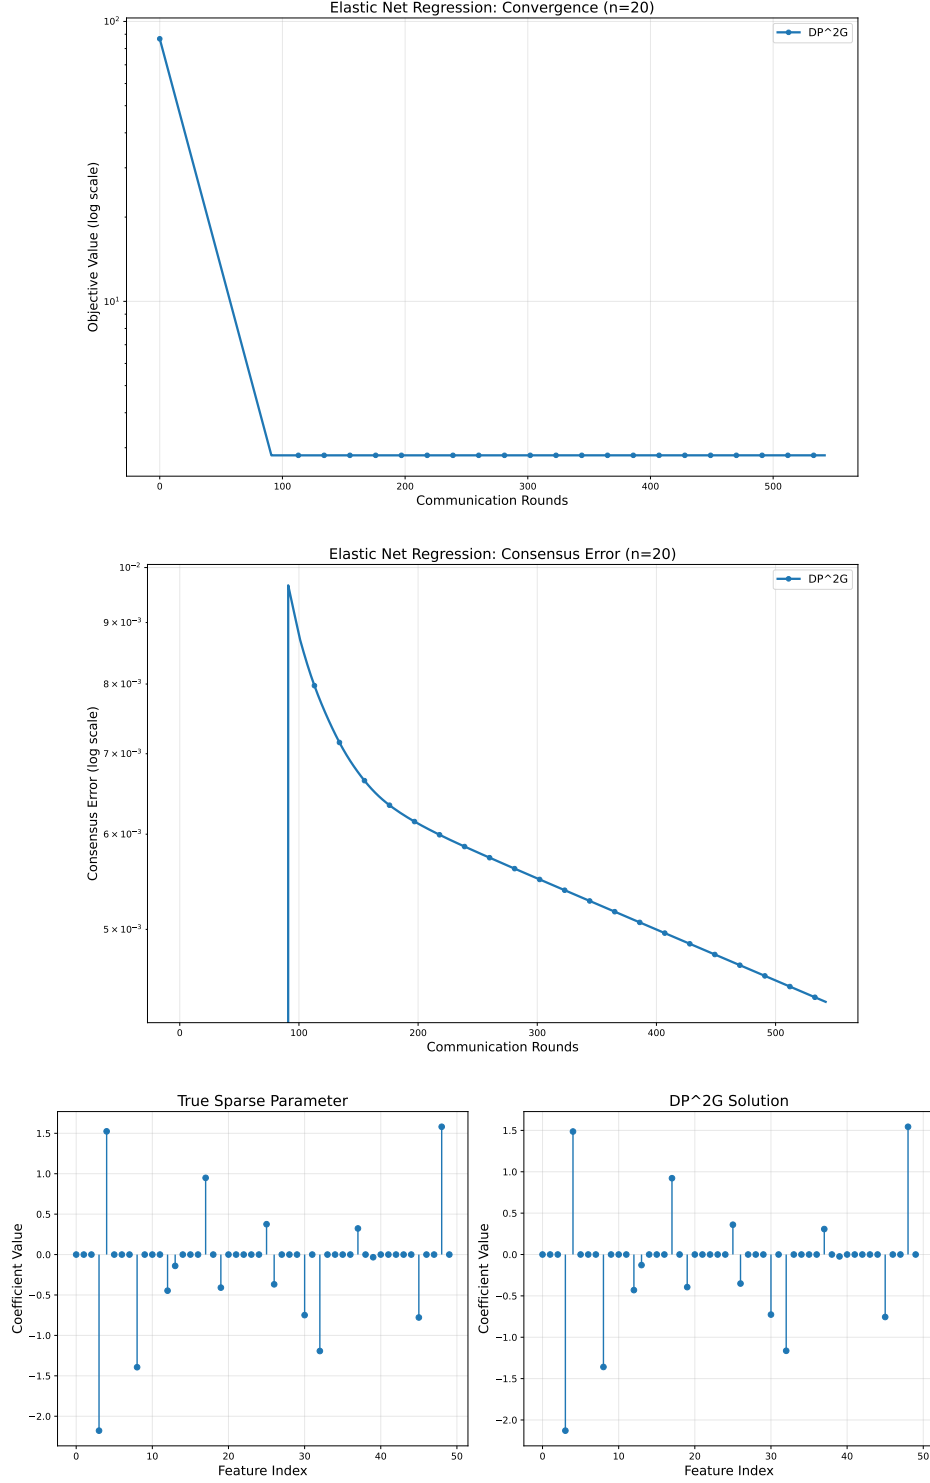 Elastic Net Regression: Convergence (n=20)
10²
10¹
Objective Value (log scale)
DP^2G
0 100 200 300 400 500
Communication Rounds
Elastic Net Regression: Consensus Error (n=20)
10⁻²
9 × 10⁻³
8 × 10⁻³
7 × 10⁻³
6 × 10⁻³
5 × 10⁻³
Consensus Error (log scale)
DP^2G
0 100 200 300 400 500
Communication Rounds
True Sparse Parameter
1.5
1.0
0.5
0.0
−0.5
−1.0
−1.5
−2.0
Coefficient Value
0 10 20 30 40 50
Feature Index
DP^2G Solution
1.5
1.0
0.5
0.0
−0.5
−1.0
−1.5
−2.0
Coefficient Value
0 10 20 30 40 50
Feature Index